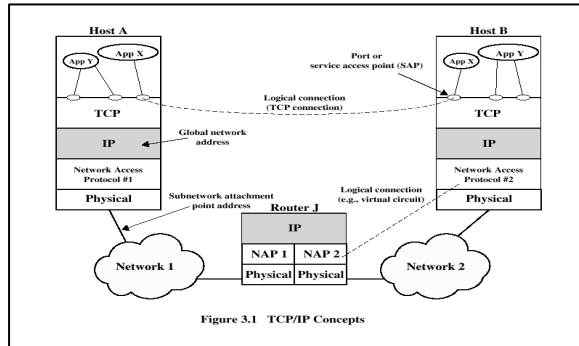 Host A
App X
App Y
TCP
IP
Network Access
Protocol #1
Physical
Host B
App Y
App X
TCP
IP
Network Access
Protocol #2
Physical
Port or
service access point (SAP)
Logical connection
(TCP connection)
Global network
address
Subnetwork attachment
point address
Logical connection
(e.g., virtual circuit)
Router J
IP
NAP 1 NAP 2
Physical Physical
Network 1
Network 2
Figure 3.1 TCP/IP Concepts